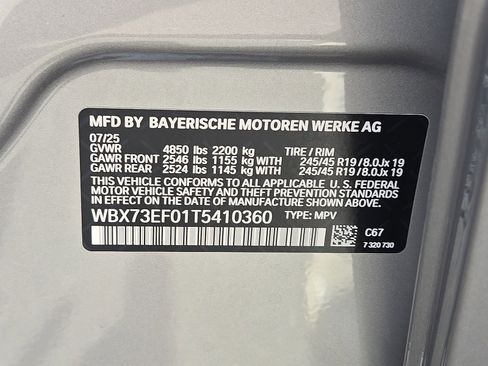 MFD BY BAYERISCHE MOTOREN WERKE AG
07/25
GVWR 4850 lbs 2200 kg TIRE / RIM
GAWR FRONT 2546 lbs 1155 kg WITH 245/45 R19 / 8.0Jx 19
GAWR REAR 2524 lbs 1145 kg WITH 245/45 R19 / 8.0Jx 19
THIS VEHICLE CONFORMS TO ALL APPLICABLE U. S. FEDERAL
MOTOR VEHICLE SAFETY AND THEFT PREVENTION STANDARDS
IN EFFECT ON THE DATE OF MANUFACTURE SHOWN ABOVE.
WBX73EF01T5410360 TYPE: MPV
C67
7 320 730